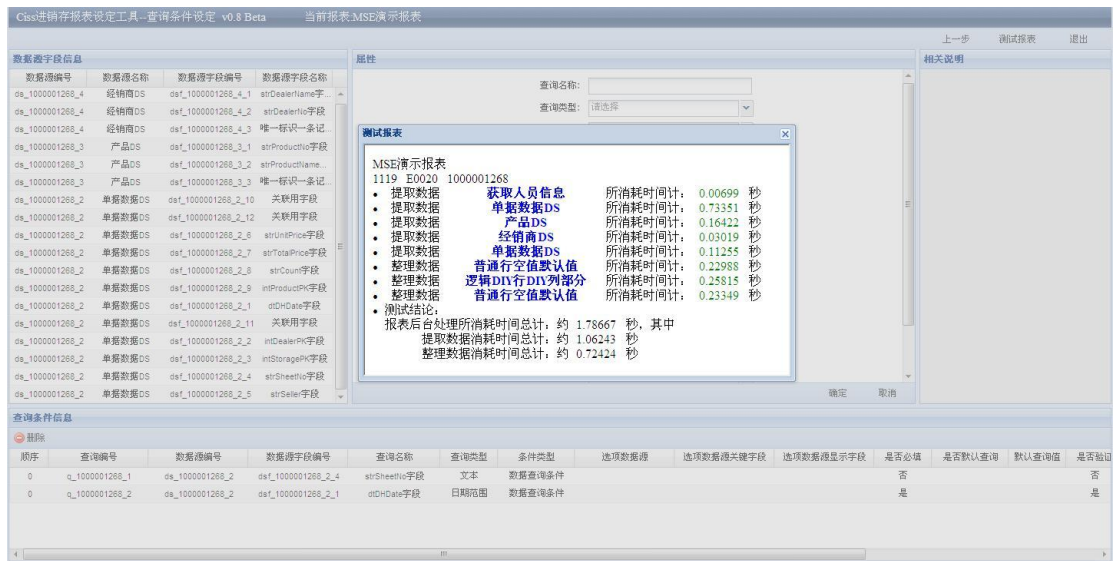 Ciss进销存报表设定工具--查询条件设定 v0.8 Beta 当前报表:MSE演示报表
上一步 测试报表 退出
数据源字段信息 属性 相关说明
数据源编号 数据源名称 数据源字段编号 数据源字段名称
ds_1000001268_4 经销商DS dsf_1000001268_4_1 strDealerName字...
ds_1000001268_4 经销商DS dsf_1000001268_4_2 strDealerNo字段
ds_1000001268_4 经销商DS dsf_1000001268_4_3 唯一标识一条记...
ds_1000001268_3 产品DS dsf_1000001268_3_1 strProductNo字段
ds_1000001268_3 产品DS dsf_1000001268_3_2 strProductName...
ds_1000001268_3 产品DS dsf_1000001268_3_3 唯一标识一条记...
ds_1000001268_2 单据数据DS dsf_1000001268_2_10 关联用字段
ds_1000001268_2 单据数据DS dsf_1000001268_2_12 关联用字段
ds_1000001268_2 单据数据DS dsf_1000001268_2_6 strUnitPrice字段
ds_1000001268_2 单据数据DS dsf_1000001268_2_7 strTotalPrice字段
ds_1000001268_2 单据数据DS dsf_1000001268_2_8 strCount字段
ds_1000001268_2 单据数据DS dsf_1000001268_2_9 intProductPK字段
ds_1000001268_2 单据数据DS dsf_1000001268_2_1 dtDHDate字段
ds_1000001268_2 单据数据DS dsf_1000001268_2_11 关联用字段
ds_1000001268_2 单据数据DS dsf_1000001268_2_2 intDealerPK字段
ds_1000001268_2 单据数据DS dsf_1000001268_2_3 intStoragePK字段
ds_1000001268_2 单据数据DS dsf_1000001268_2_4 strSheetNo字段
ds_1000001268_2 单据数据DS dsf_1000001268_2_5 strSeller字段
查询名称:
查询类型: 请选择
测试报表
MSE演示报表
1119 E0020 1000001268
• 提取数据 获取人员信息 所消耗时间计: 0.00699 秒
• 提取数据 单据数据DS 所消耗时间计: 0.73351 秒
• 提取数据 产品DS 所消耗时间计: 0.16422 秒
• 提取数据 经销商DS 所消耗时间计: 0.03019 秒
• 提取数据 单据数据DS 所消耗时间计: 0.11255 秒
• 整理数据 普通行空值默认值 所消耗时间计: 0.22988 秒
• 整理数据 逻辑DIY行DIY列部分 所消耗时间计: 0.25815 秒
• 整理数据 普通行空值默认值 所消耗时间计: 0.23349 秒
• 测试结论:
报表后台处理所消耗时间总计: 约 1.78667 秒, 其中
提取数据消耗时间总计: 约 1.06243 秒
整理数据消耗时间总计: 约 0.72424 秒
确定 取消
查询条件信息
删除
顺序 查询编号 数据源编号 数据源字段编号 查询名称 查询类型 条件类型 选项数据源 选项数据源关键字段 选项数据源显示字段 是否必填 是否默认查询 默认查询值 是否验证
0 q_1000001268_1 ds_1000001268_2 dsf_1000001268_2_4 strSheetNo字段 文本 数据查询条件 否 否
0 q_1000001268_2 ds_1000001268_2 dsf_1000001268_2_1 dtDHDate字段 日期范围 数据查询条件 是 是